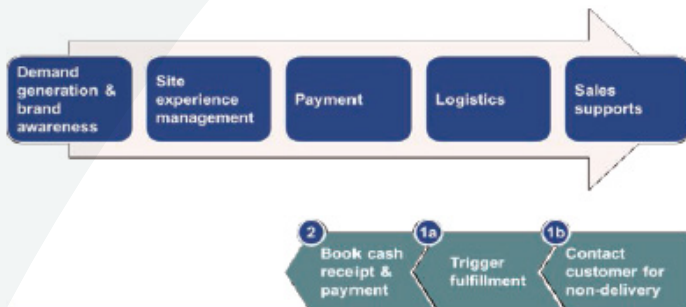 Demand
generation &
brand
awareness
Site
experience
management
Payment
Logistics
Sales
supports
2
Book cash
receipt &
payment
1a
Trigger
fulfillment
1b
Contact
customer for
non-delivery